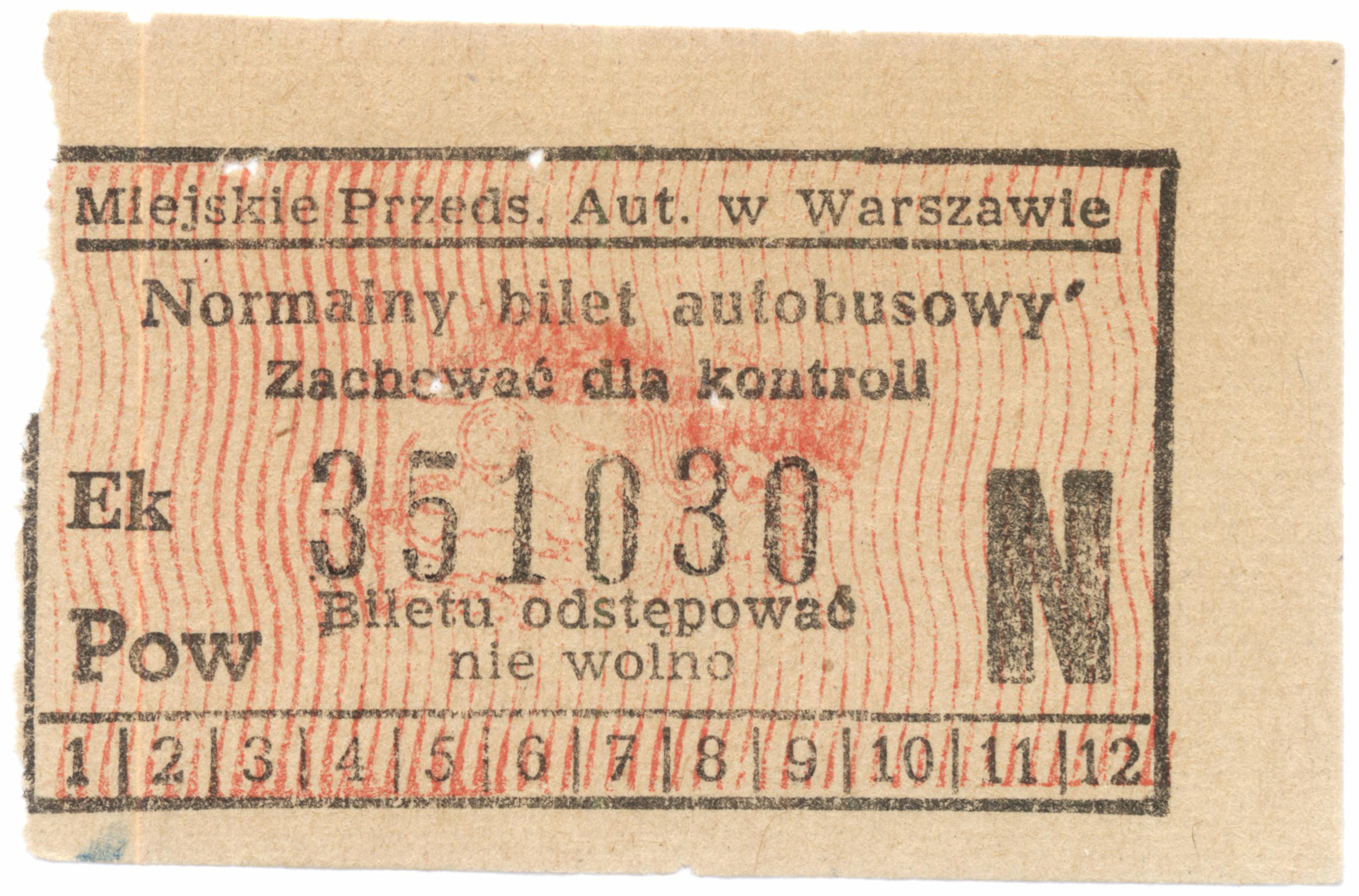 Miejskie Przeds. Aut. w Warszawie
Normalny bilet autobusowy
Zachować dla kontroli
Ek 351030
N
Pow
Biletu odstępować
nie wolno
1 | 2 | 3 | 4 | 5 | 6 | 7 | 8 | 9 | 10 | 11 | 12